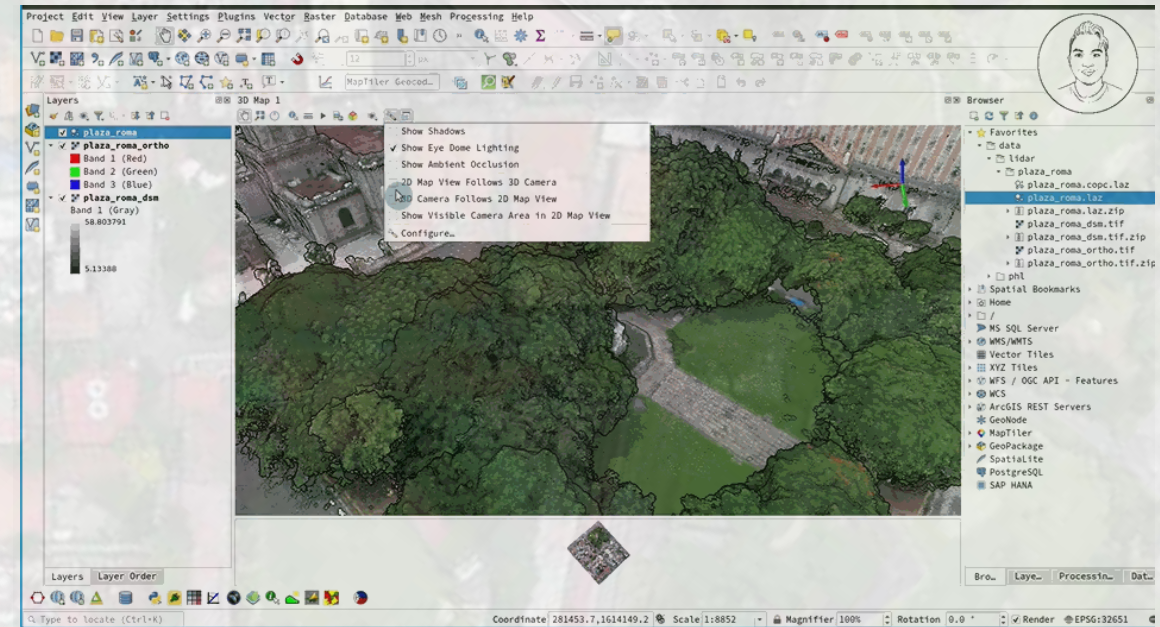 Project Edit View Layer Settings Plugins Vector Raster Database Web Mesh Processing Help
12 px
MapTiler Geocod…
Layers
plaza_roma
plaza_roma_ortho
Band 1 (Red)
Band 2 (Green)
Band 3 (Blue)
plaza_roma_dsm
Band 1 (Gray)
58.803791
5.13388
Layers Layer Order
3D Map 1
Show Shadows
Show Eye Dome Lighting
Show Ambient Occlusion
2D Map View Follows 3D Camera
3D Camera Follows 2D Map View
Show Visible Camera Area in 2D Map View
Configure…
Browser
Favorites
data
lidar
plaza_roma
plaza_roma.copc.laz
plaza_roma.laz
plaza_roma.laz.zip
plaza_roma_dsm.tif
plaza_roma_dsm.tif.zip
plaza_roma_ortho.tif
plaza_roma_ortho.tif.zip
phl
Spatial Bookmarks
Home
/
MS SQL Server
WMS/WMTS
Vector Tiles
XYZ Tiles
WFS / OGC API - Features
WCS
ArcGIS REST Servers
GeoNode
MapTiler
GeoPackage
SpatiaLite
PostgreSQL
SAP HANA
Bro… Laye… Processin… Dat…
Type to locate (Ctrl+K) Coordinate 281453.7,1614149.2 Scale 1:8852 Magnifier 100% Rotation 0.0 ° Render EPSG:32651